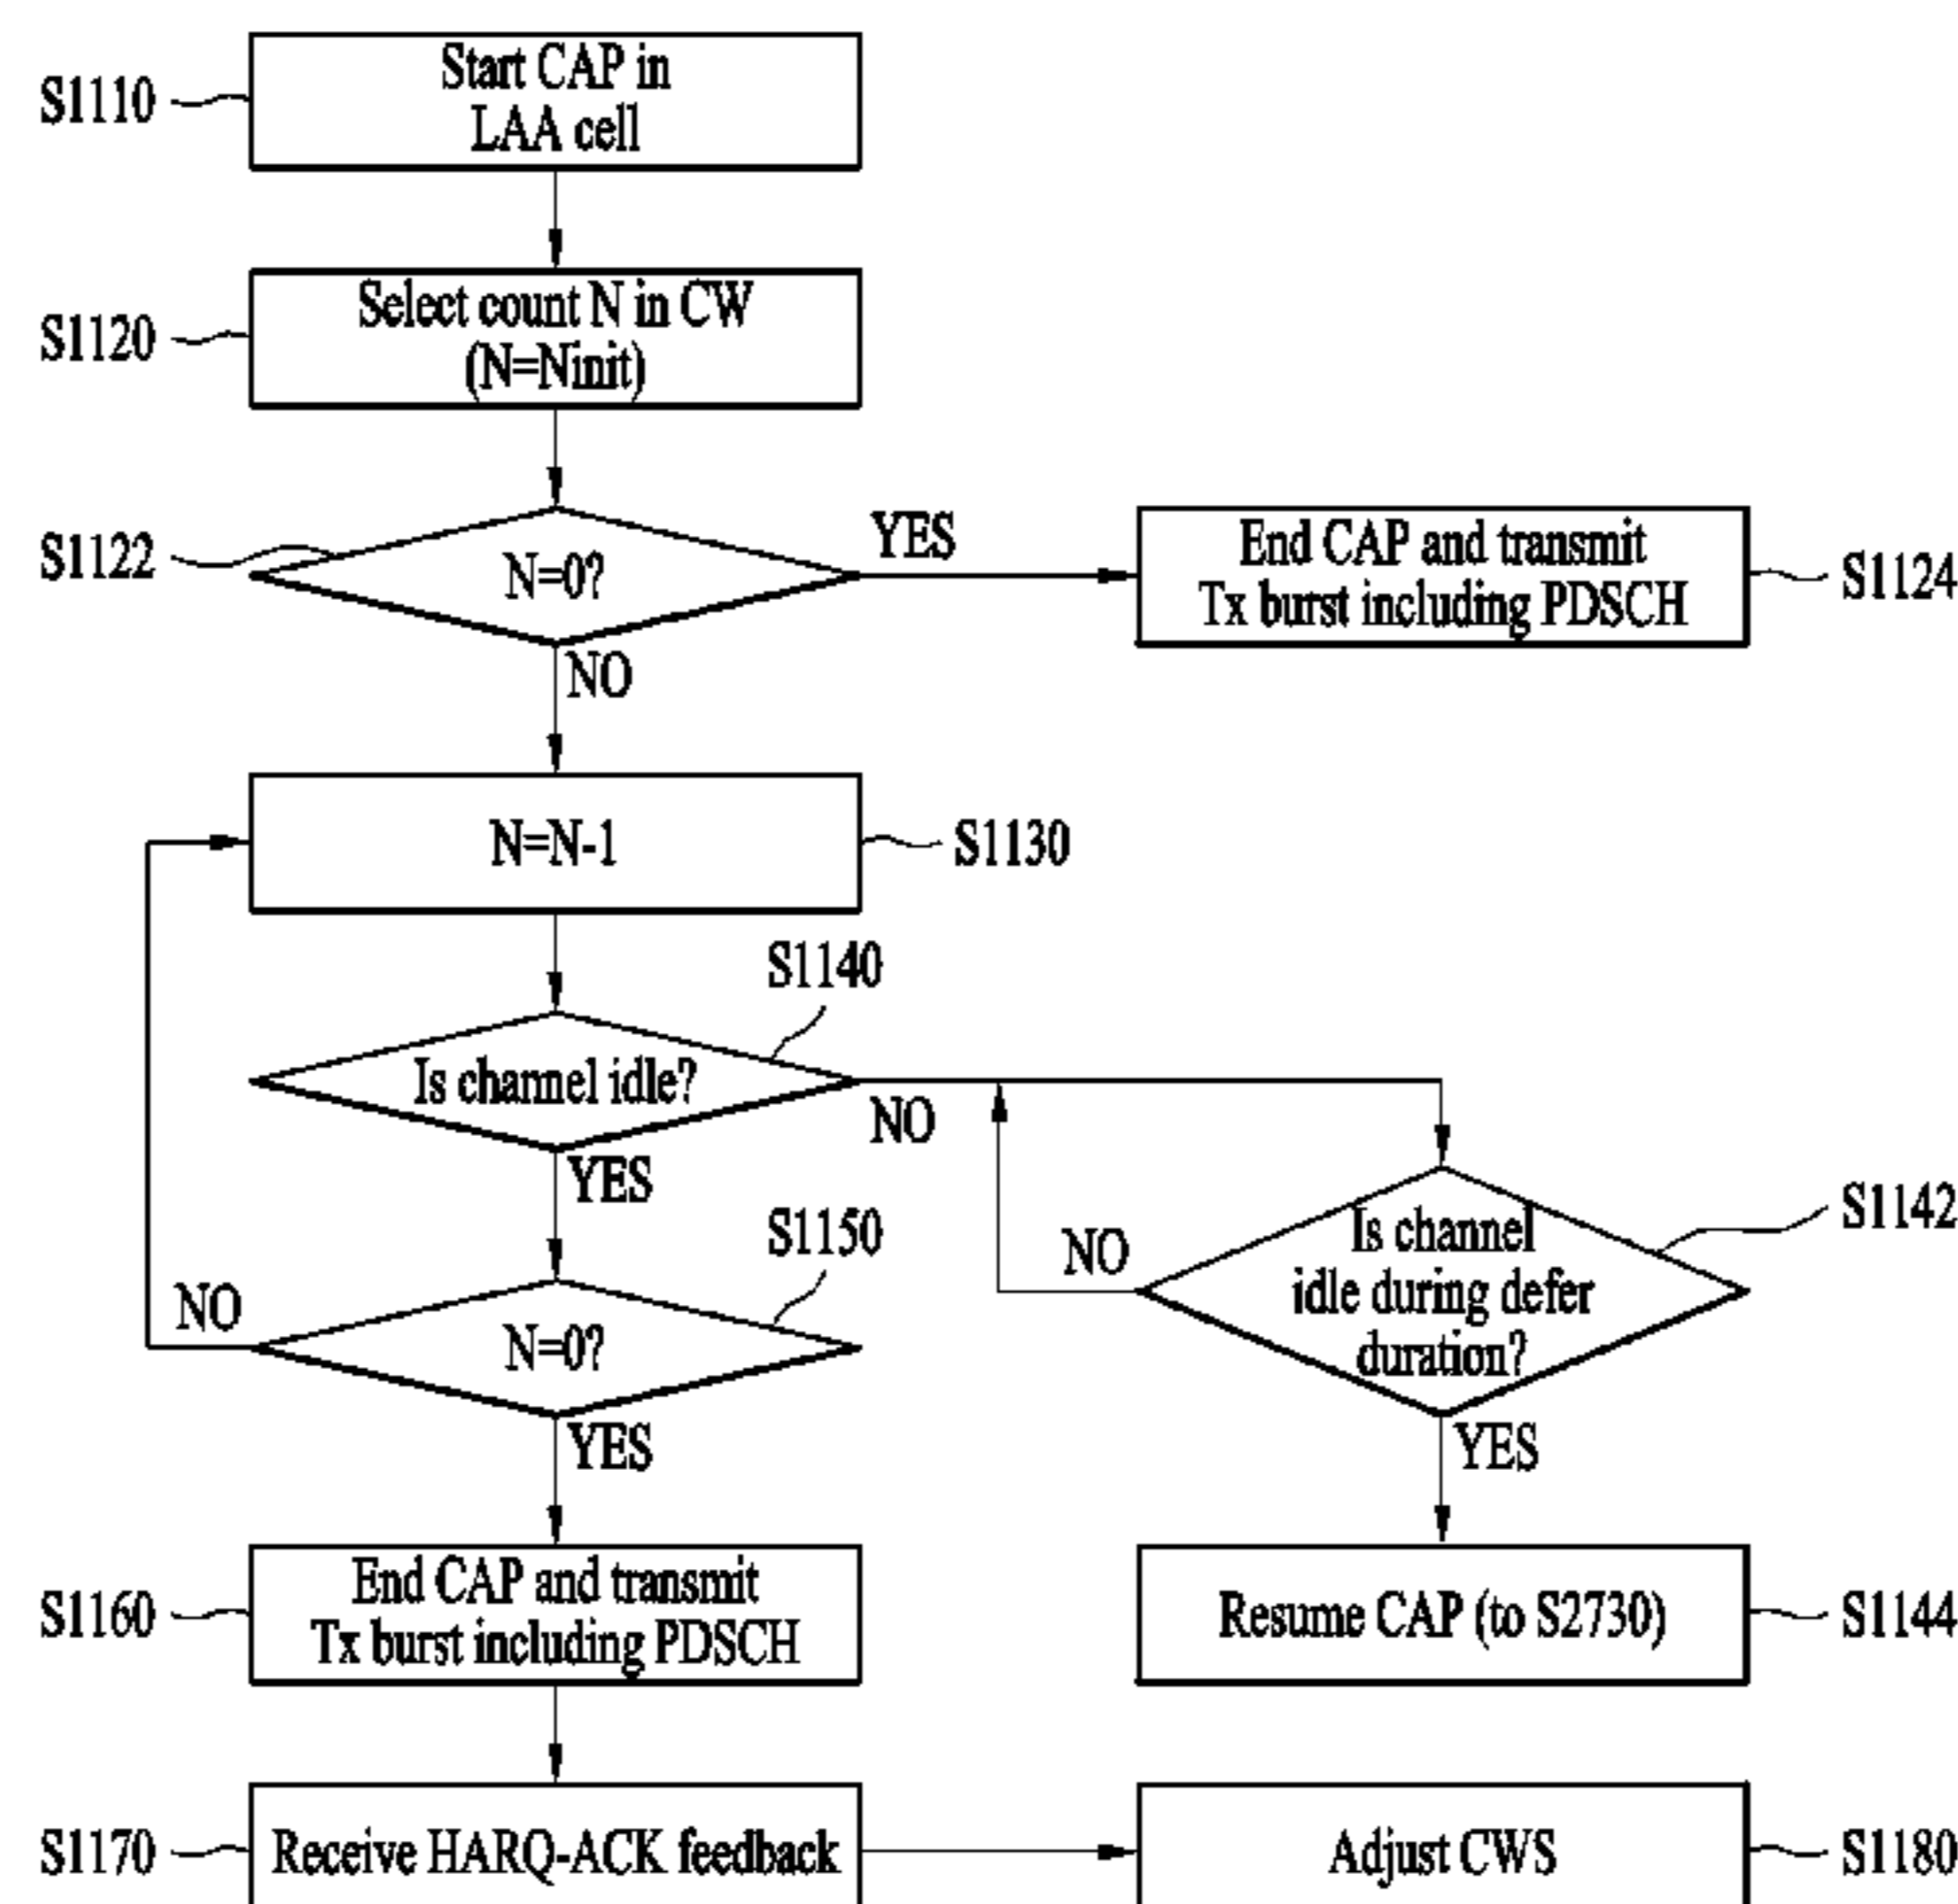 S1110
Start CAP in
LAA cell
S1120
Select count N in CW
(N=Ninit)
S1122
N=0?
YES
End CAP and transmit
Tx burst including PDSCH
S1124
NO
N=N-1
S1130
S1140
Is channel idle?
NO
YES
S1150
Is channel
idle during defer
duration?
S1142
NO
NO
N=0?
YES
YES
S1160
End CAP and transmit
Tx burst including PDSCH
Resume CAP (to S2730)
S1144
S1170
Receive HARQ-ACK feedback
Adjust CWS
S1180